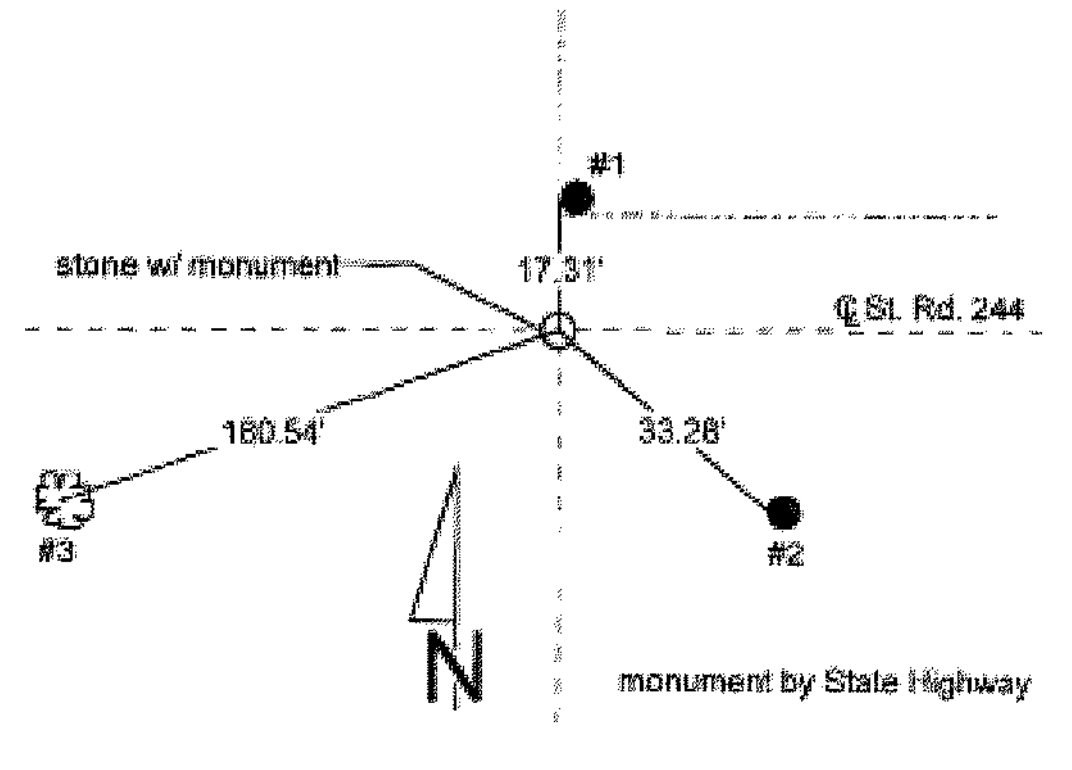 #1
stone w/ monument
17.31'
℄ St. Rd. 244
160.54'
33.28'
#3
#2
N
monument by State Highway